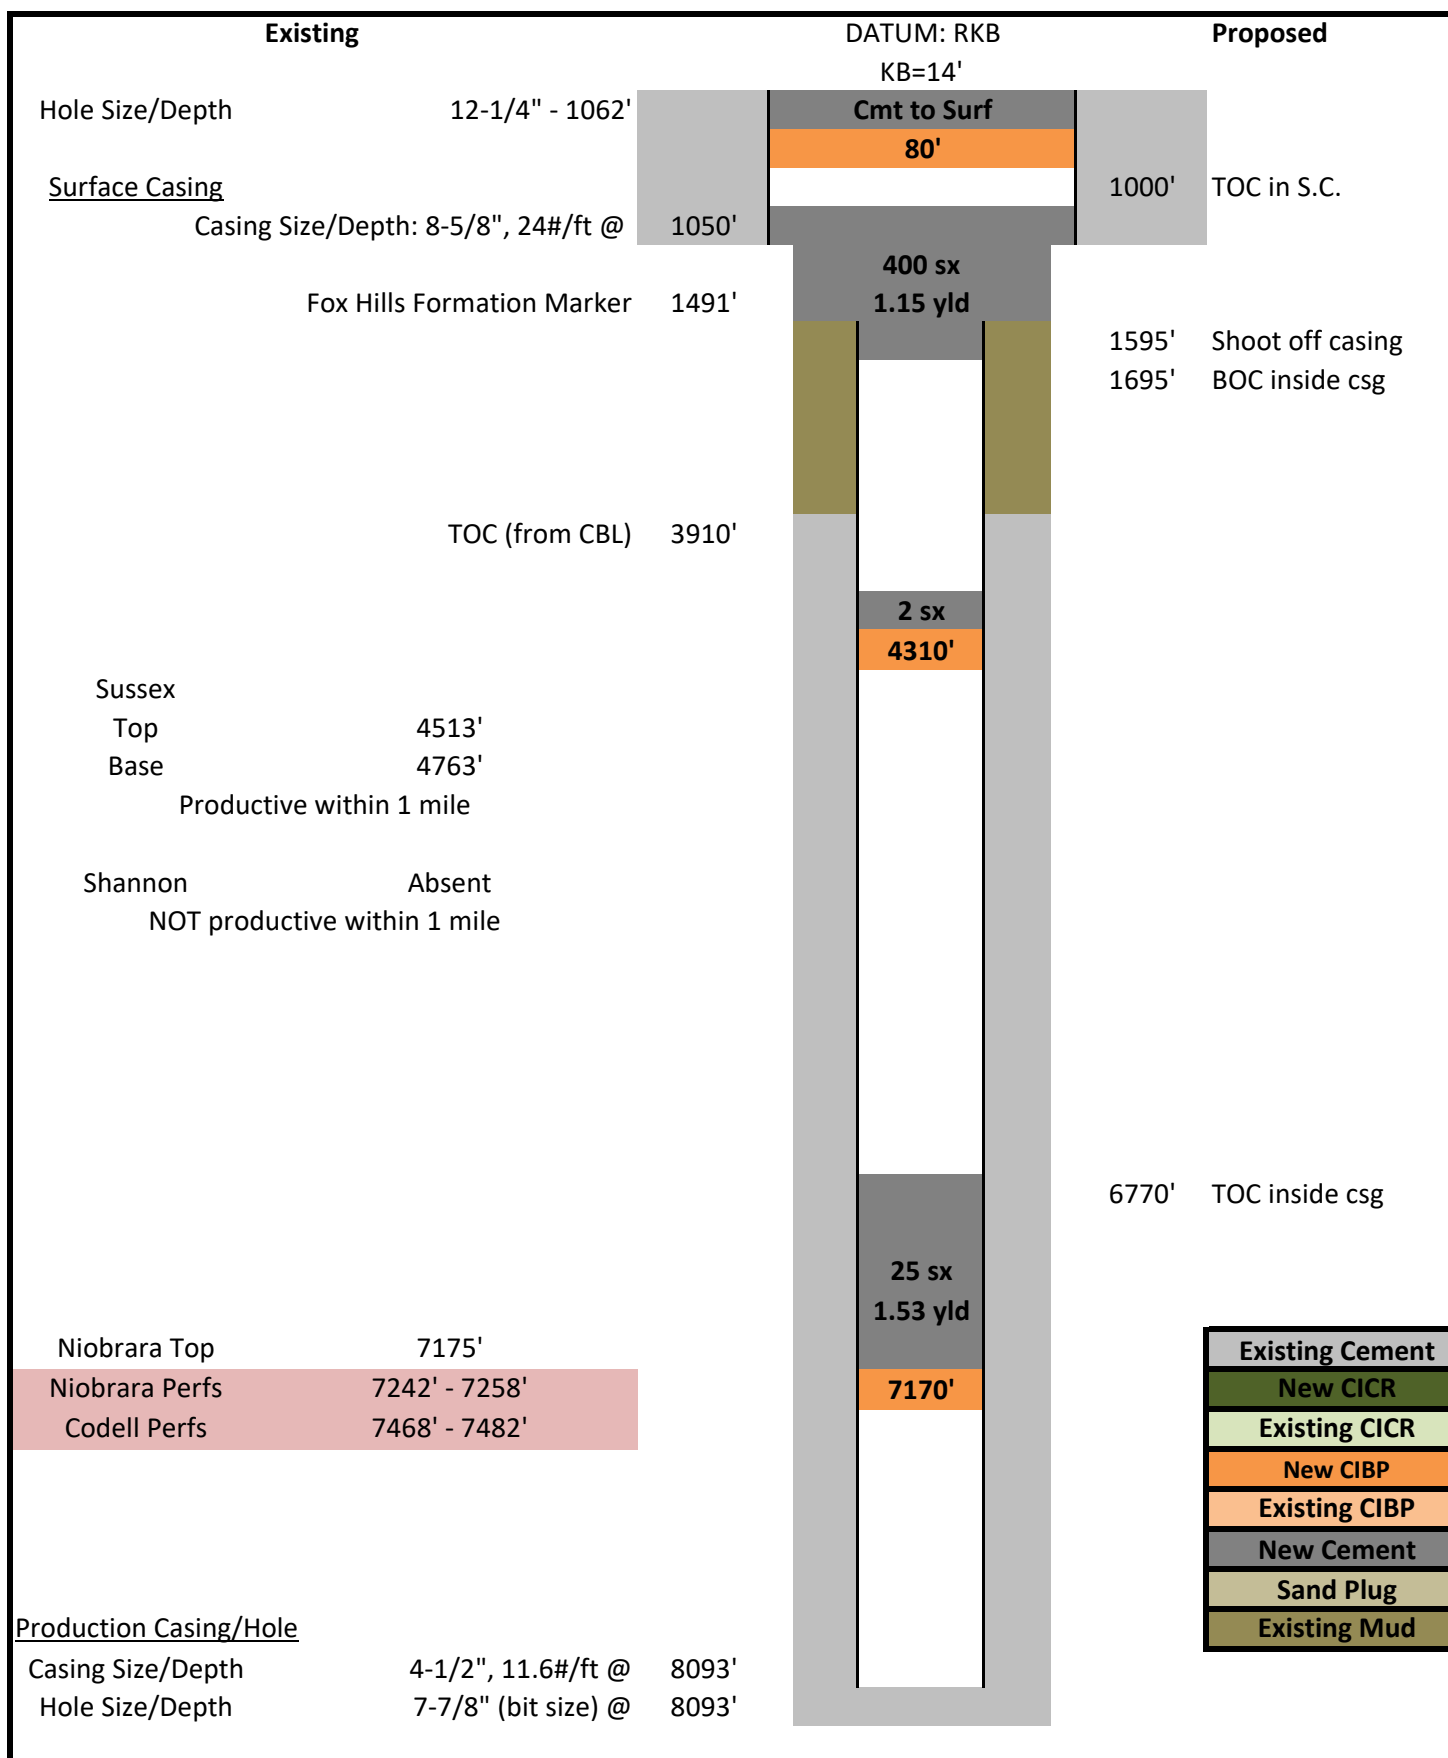 Existing DATUM: RKB Proposed
KB=14'
Hole Size/Depth 12-1/4" - 1062' Cmt to Surf
80'
Surface Casing 1000' TOC in S.C.
Casing Size/Depth: 8-5/8", 24#/ft @ 1050'
400 sx
Fox Hills Formation Marker 1491' 1.15 yld
1595' Shoot off casing
1695' BOC inside csg
TOC (from CBL) 3910'
2 sx
4310'
Sussex
Top 4513'
Base 4763'
Productive within 1 mile
Shannon Absent
NOT productive within 1 mile
6770' TOC inside csg
25 sx
1.53 yld
Niobrara Top 7175' Existing Cement
Niobrara Perfs 7242' - 7258' 7170' New CICR
Codell Perfs 7468' - 7482' Existing CICR
New CIBP
Existing CIBP
New Cement
Sand Plug
Production Casing/Hole Existing Mud
Casing Size/Depth 4-1/2", 11.6#/ft @ 8093'
Hole Size/Depth 7-7/8" (bit size) @ 8093'